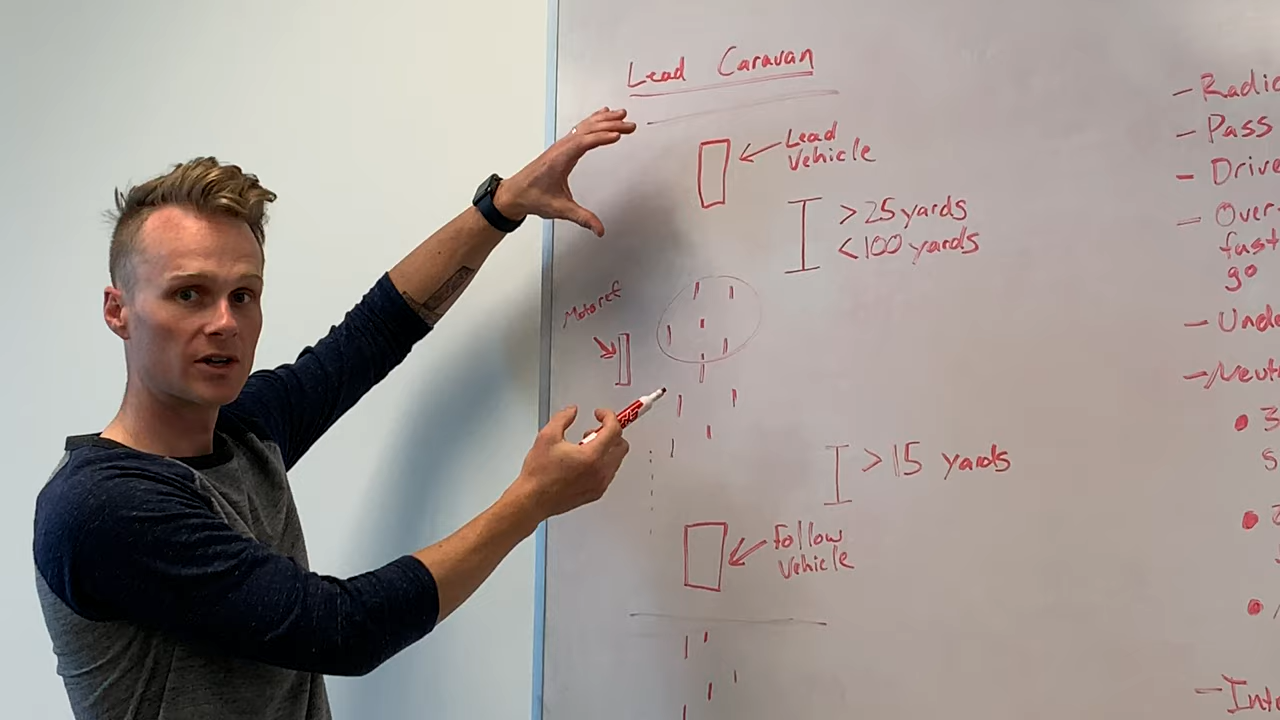 Lead Caravan
Lead
Vehicle
>25 yards
<100 yards
Motoref
>15 yards
Follow
Vehicle
- Radio
- Pass
- Drive
- Over-
fast
go
- Unde
- Neut
• 3
s
- Int